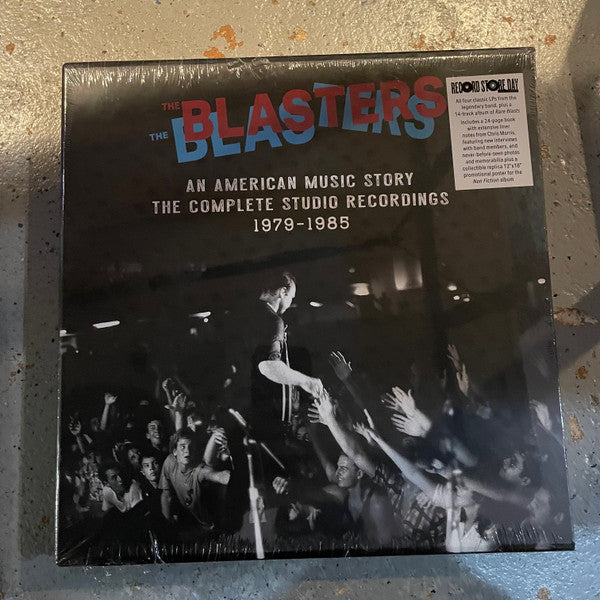 THE BLASTERS
THE BLASTERS
AN AMERICAN MUSIC STORY
THE COMPLETE STUDIO RECORDINGS
1979-1985
RECORD STORE DAY
All four classic LPs from the
legendary band, plus a
14-track album of Rare Blasts
Includes a 24-page book
with extensive liner
notes from Chris Morris,
featuring new interviews
with band members, and
never-before-seen photos
and memorabilia plus a
collectible replica 12"x18"
promotional poster for the
Non Fiction album